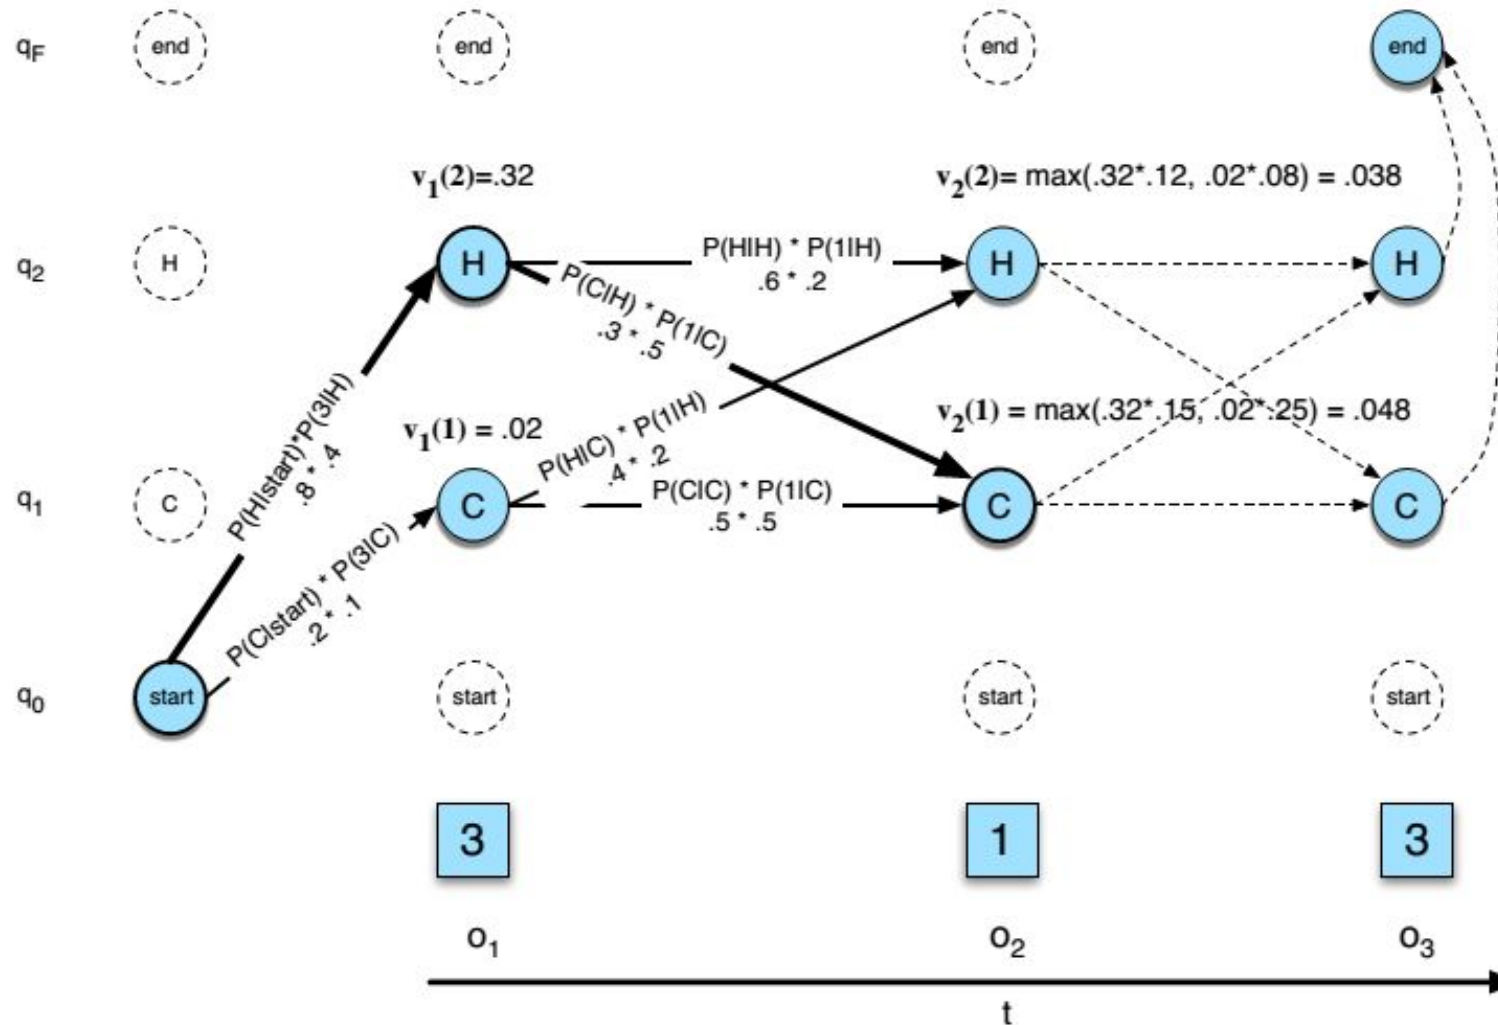 qF end end end end
v1(2)=.32 v2(2)= max(.32*.12, .02*.08) = .038
q2 H H H H
P(H|H) * P(1|H)
.6 * .2
P(C|H) * P(1|C)
.3 * .5
P(H|start)*P(3|H)
.8 * .4
v1(1) = .02 v2(1) = max(.32*.15, .02*.25) = .048
P(H|C) * P(1|H)
.4 * .2
q1 C C C C
P(C|C) * P(1|C)
.5 * .5
P(C|start) * P(3|C)
.2 * .1
q0 start start start start
3 1 3
o1 o2 o3
t